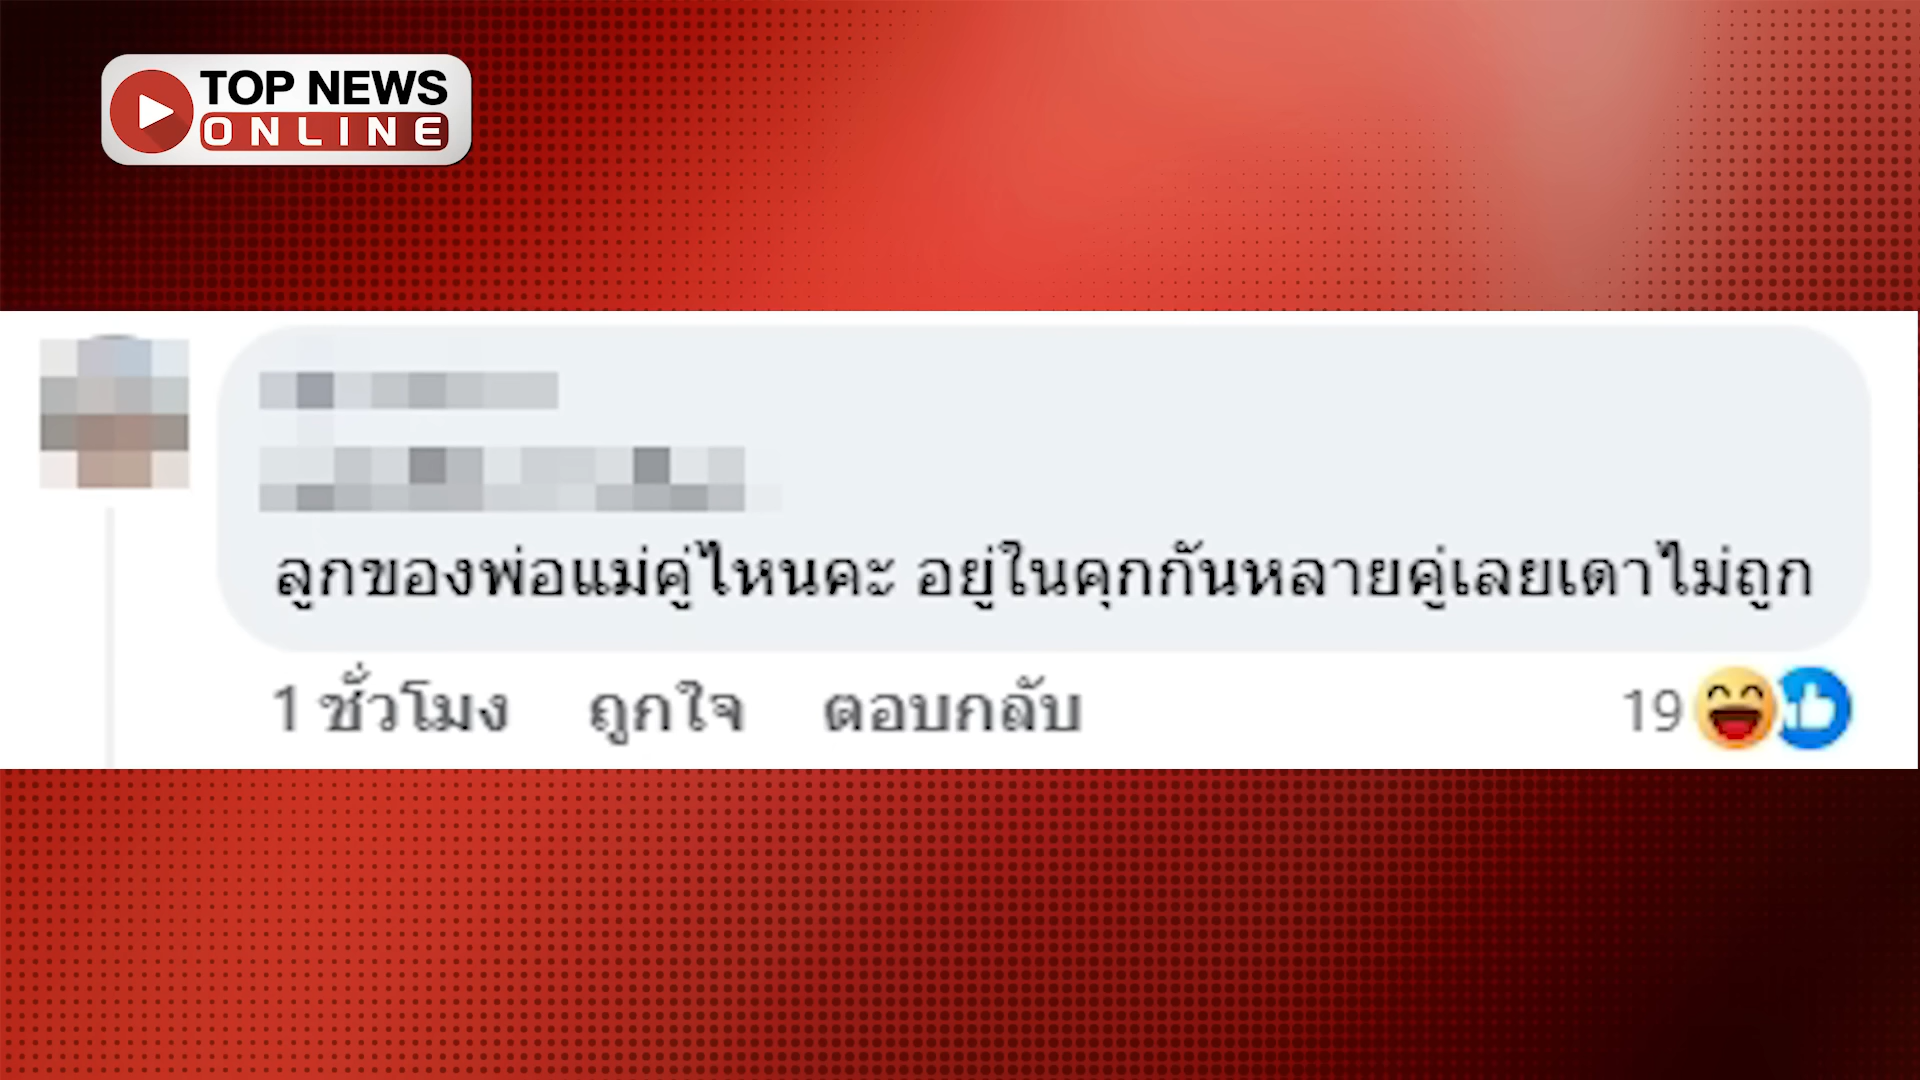 TOP NEWS
ONLINE
ลูกของพ่อแม่คู่ไหนคะ อยู่ในคุกกันหลายคู่เลยเดาไม่ถูก
1 ชั่วโมง ถูกใจ ตอบกลับ 19